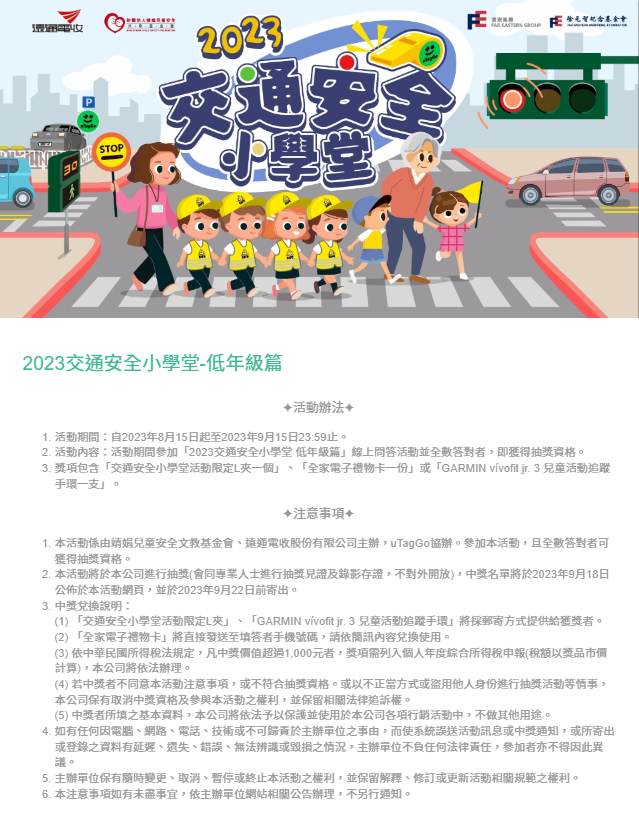 遠通電收
財團法人靖娟兒童安全
文教基金會
遠東集團
FAR EASTERN GROUP
徐元智紀念基金會
2023
交通安全
小學堂
P
STOP
30
2023交通安全小學堂-低年級篇
✦活動辦法✦
1. 活動期間：自2023年8月15日起至2023年9月15日23:59止。
2. 活動內容：活動期間參加「2023交通安全小學堂 低年級篇」線上問答活動並全數答對者，即獲得抽獎資格。
3. 獎項包含「交通安全小學堂活動限定L夾一個」、「全家電子禮物卡一份」或「GARMIN vívofit jr. 3 兒童活動追蹤
手環一支」。
✦注意事項✦
1. 本活動係由靖娟兒童安全文教基金會、遠通電收股份有限公司主辦，uTagGo協辦。參加本活動，且全數答對者可
獲得抽獎資格。
2. 本活動將於本公司進行抽獎(會同專業人士進行抽獎見證及錄影存證，不對外開放)，中獎名單將於2023年9月18日
公布於本活動網頁，並於2023年9月22日前寄出。
3. 中獎兌換說明：
(1) 「交通安全小學堂活動限定L夾」、「GARMIN vívofit jr. 3 兒童活動追蹤手環」將採郵寄方式提供給獲獎者。
(2) 「全家電子禮物卡」將直接發送至填答者手機號碼，請依簡訊內容兌換使用。
(3) 依中華民國所得稅法規定，凡中獎價值超過1,000元者，獎項需列入個人年度綜合所得稅申報(稅額以獎品市價
計算)，本公司將依法辦理。
(4) 若中獎者不同意本活動注意事項，或不符合抽獎資格。或以不正當方式或盜用他人身份進行抽獎活動等情事，
本公司保有取消中獎資格及參與本活動之權利，並保留相關法律追訴權。
(5) 中獎者所填之基本資料，本公司將依法予以保護並使用於本公司各項行銷活動中，不做其他用途。
4. 如有任何因電腦、網路、電話、技術或不可歸責於主辦單位之事由，而使系統誤送活動訊息或中獎通知，或所寄出
或登錄之資料有延遲、遺失、錯誤、無法辨識或毀損之情況，主辦單位不負任何法律責任，參加者亦不得因此異
議。
5. 主辦單位保有隨時變更、取消、暫停或終止本活動之權利，並保留解釋、修訂或更新活動相關規範之權利。
6. 本注意事項如有未盡事宜，依主辦單位網站相關公告辦理，不另行通知。